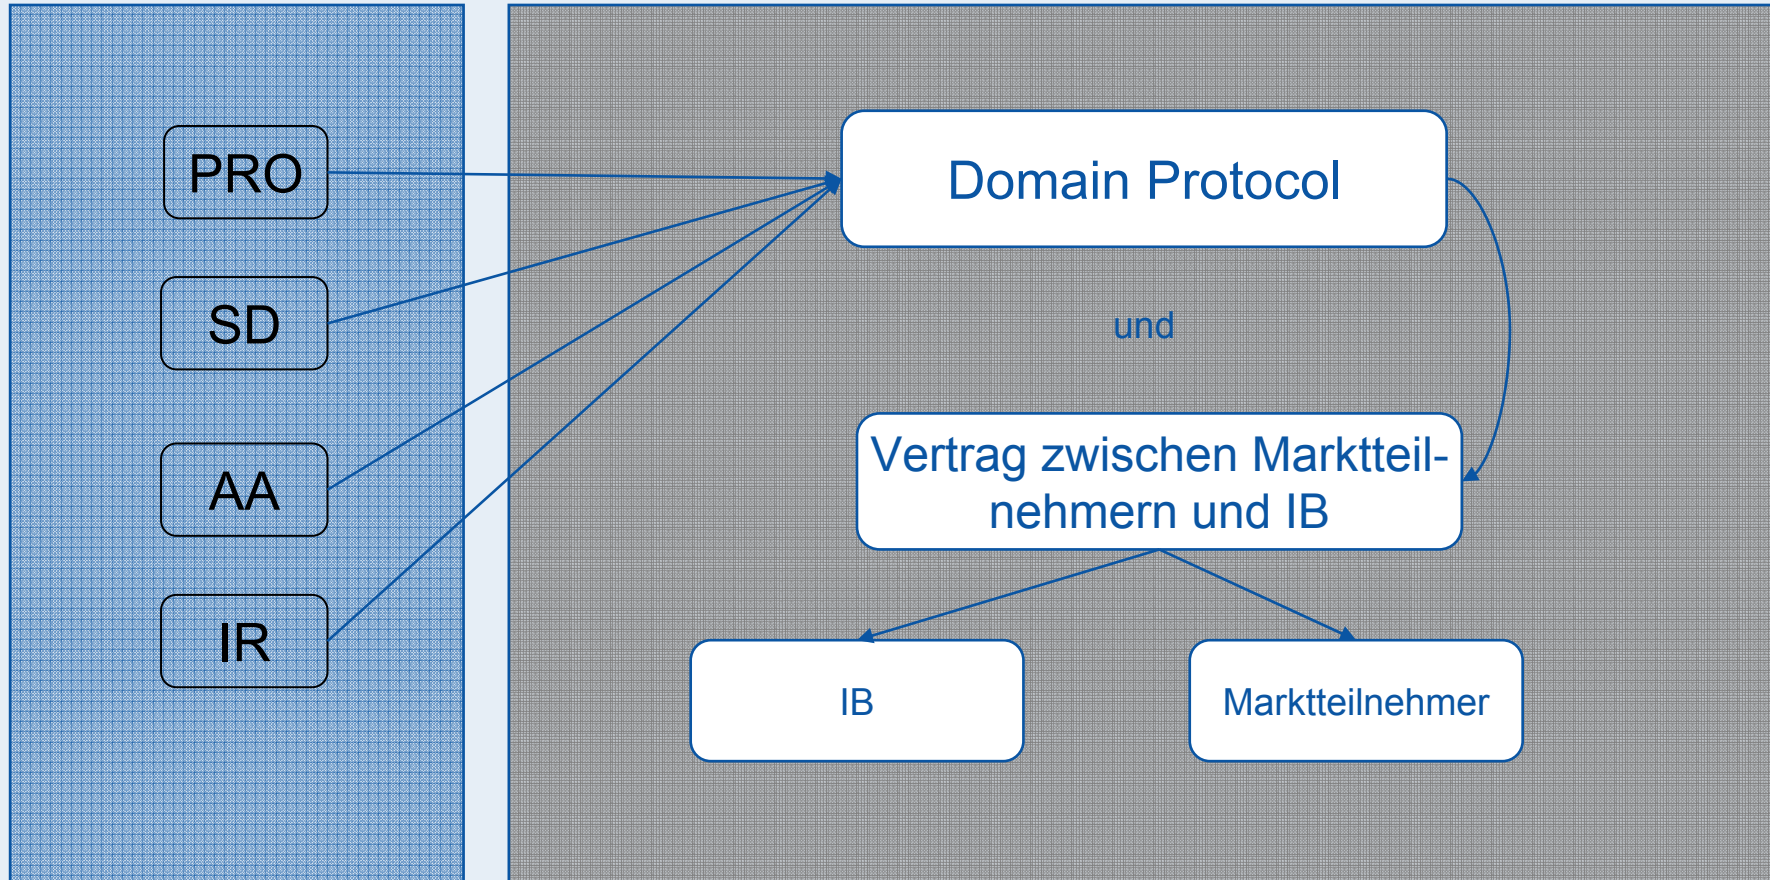 PRO
SD
AA
IR
Domain Protocol
und
Vertrag zwischen Marktteil-
nehmern und IB
IB
Marktteilnehmer